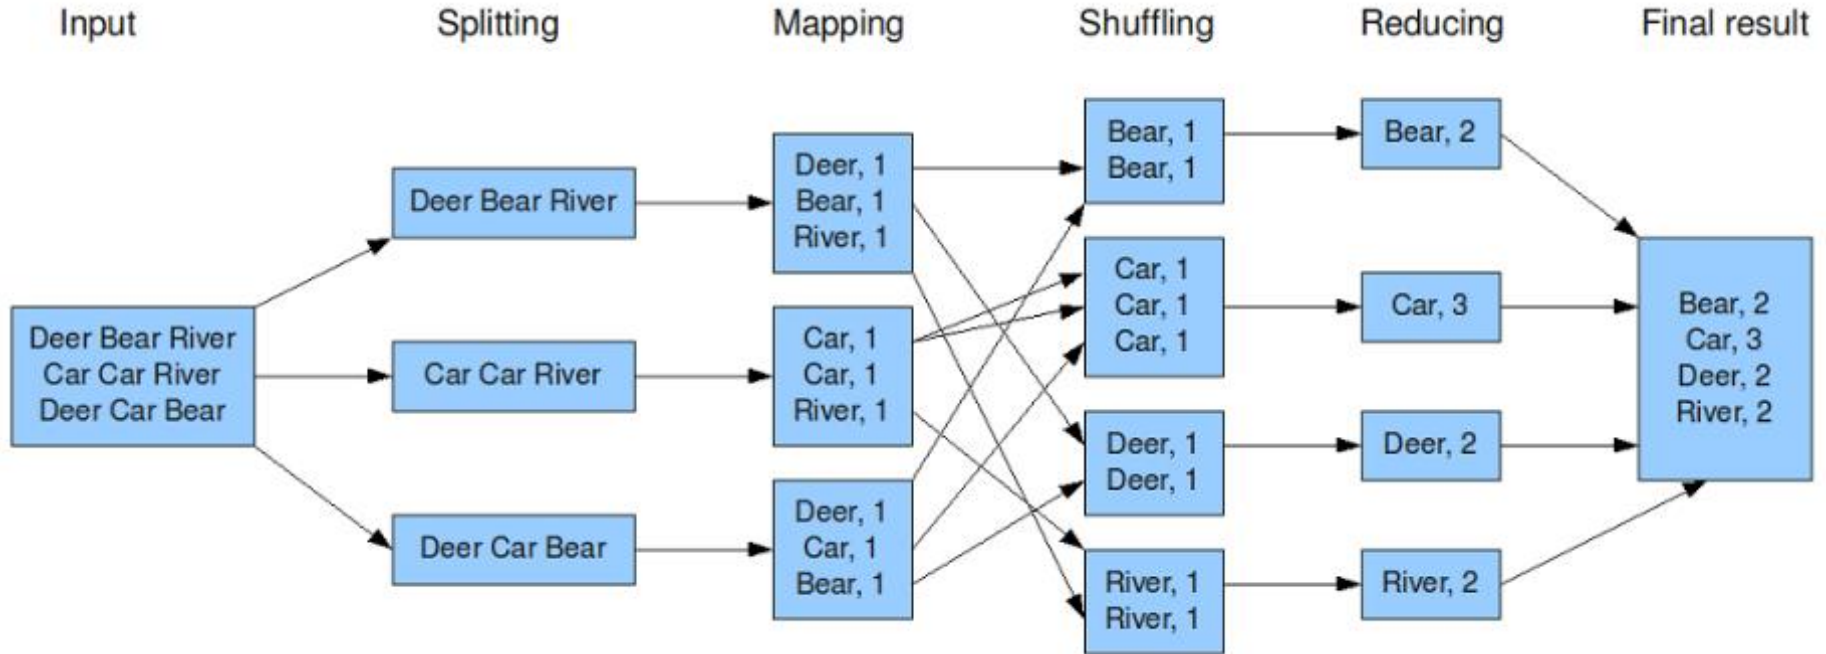 Input
Splitting
Mapping
Shuffling
Reducing
Final result
Deer Bear River
Car Car River
Deer Car Bear
Deer Bear River
Car Car River
Deer Car Bear
Deer, 1
Bear, 1
River, 1
Car, 1
Car, 1
River, 1
Deer, 1
Car, 1
Bear, 1
Bear, 1
Bear, 1
Car, 1
Car, 1
Car, 1
Deer, 1
Deer, 1
River, 1
River, 1
Bear, 2
Car, 3
Deer, 2
River, 2
Bear, 2
Car, 3
Deer, 2
River, 2